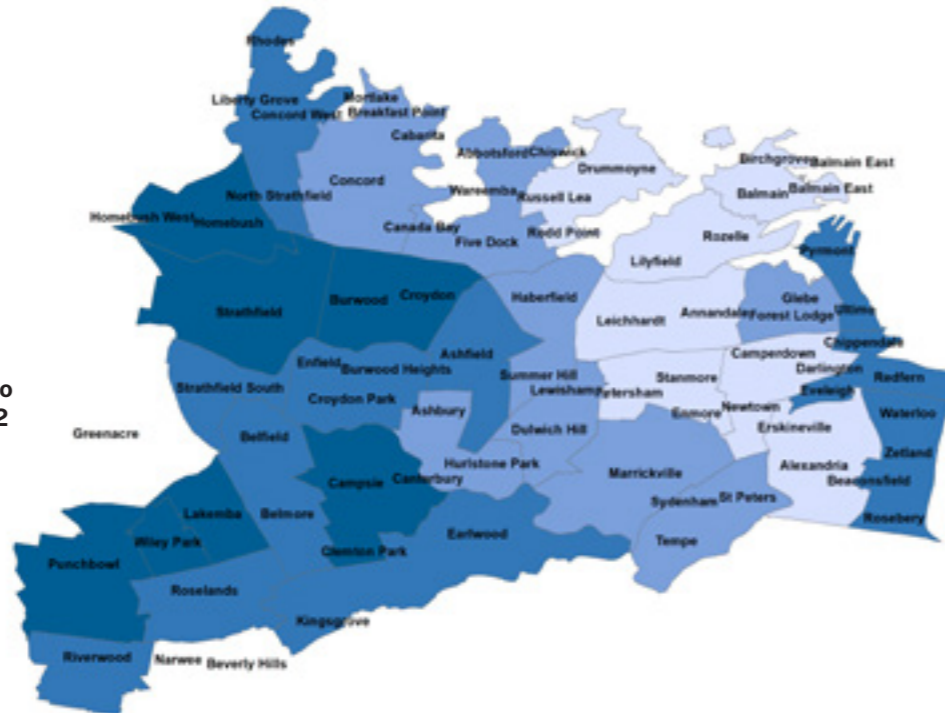 Rhodes
Liberty Grove
Mortlake
Concord West
Breakfast Point
Cabarita
Abbotsford
Chiswick
Drummoyne
Birchgrove
Balmain East
Concord
North Strathfield
Wareemba
Russell Lea
Balmain
Balmain East
Homebush West
Homebush
Canada Bay
Rodd Point
Five Dock
Rozelle
Lilyfield
Pyrmont
Haberfield
Burwood
Croydon
Strathfield
Glebe
Leichhardt
Annandale
Forest Lodge
Ultimo
Chippendale
Ashfield
Camperdown
Enfield
Burwood Heights
Summer Hill
Stanmore
Darlington
Redfern
Strathfield South
Lewisham
Petersham
Eveleigh
o
2
Croydon Park
Ashbury
Enmore
Newtown
Waterloo
Greenacre
Belfield
Dulwich Hill
Erskineville
Hurlstone Park
Zetland
Marrickville
Alexandria
Campsie
Canterbury
Beaconsfield
Sydenham
St Peters
Lakemba
Belmore
Rosebery
Wiley Park
Earlwood
Tempe
Clemton Park
Punchbowl
Roselands
Kingsgrove
Riverwood
Narwee
Beverly Hills